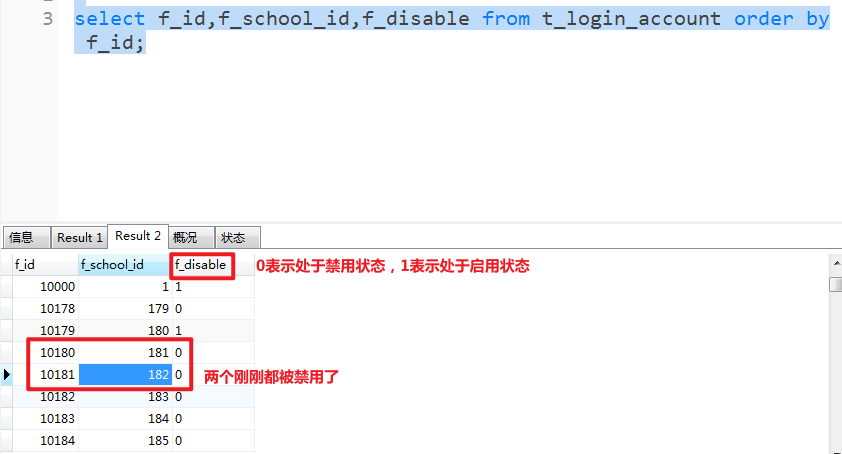 3 select f_id,f_school_id,f_disable from t_login_account order by
f_id;
信息 Result 1 Result 2 概况 状态
f_id f_school_id f_disable 0表示处于禁用状态，1表示处于启用状态
10000 1 1
10178 179 0
10179 180 1
10180 181 0
10181 182 0 两个刚刚都被禁用了
10182 183 0
10183 184 0
10184 185 0